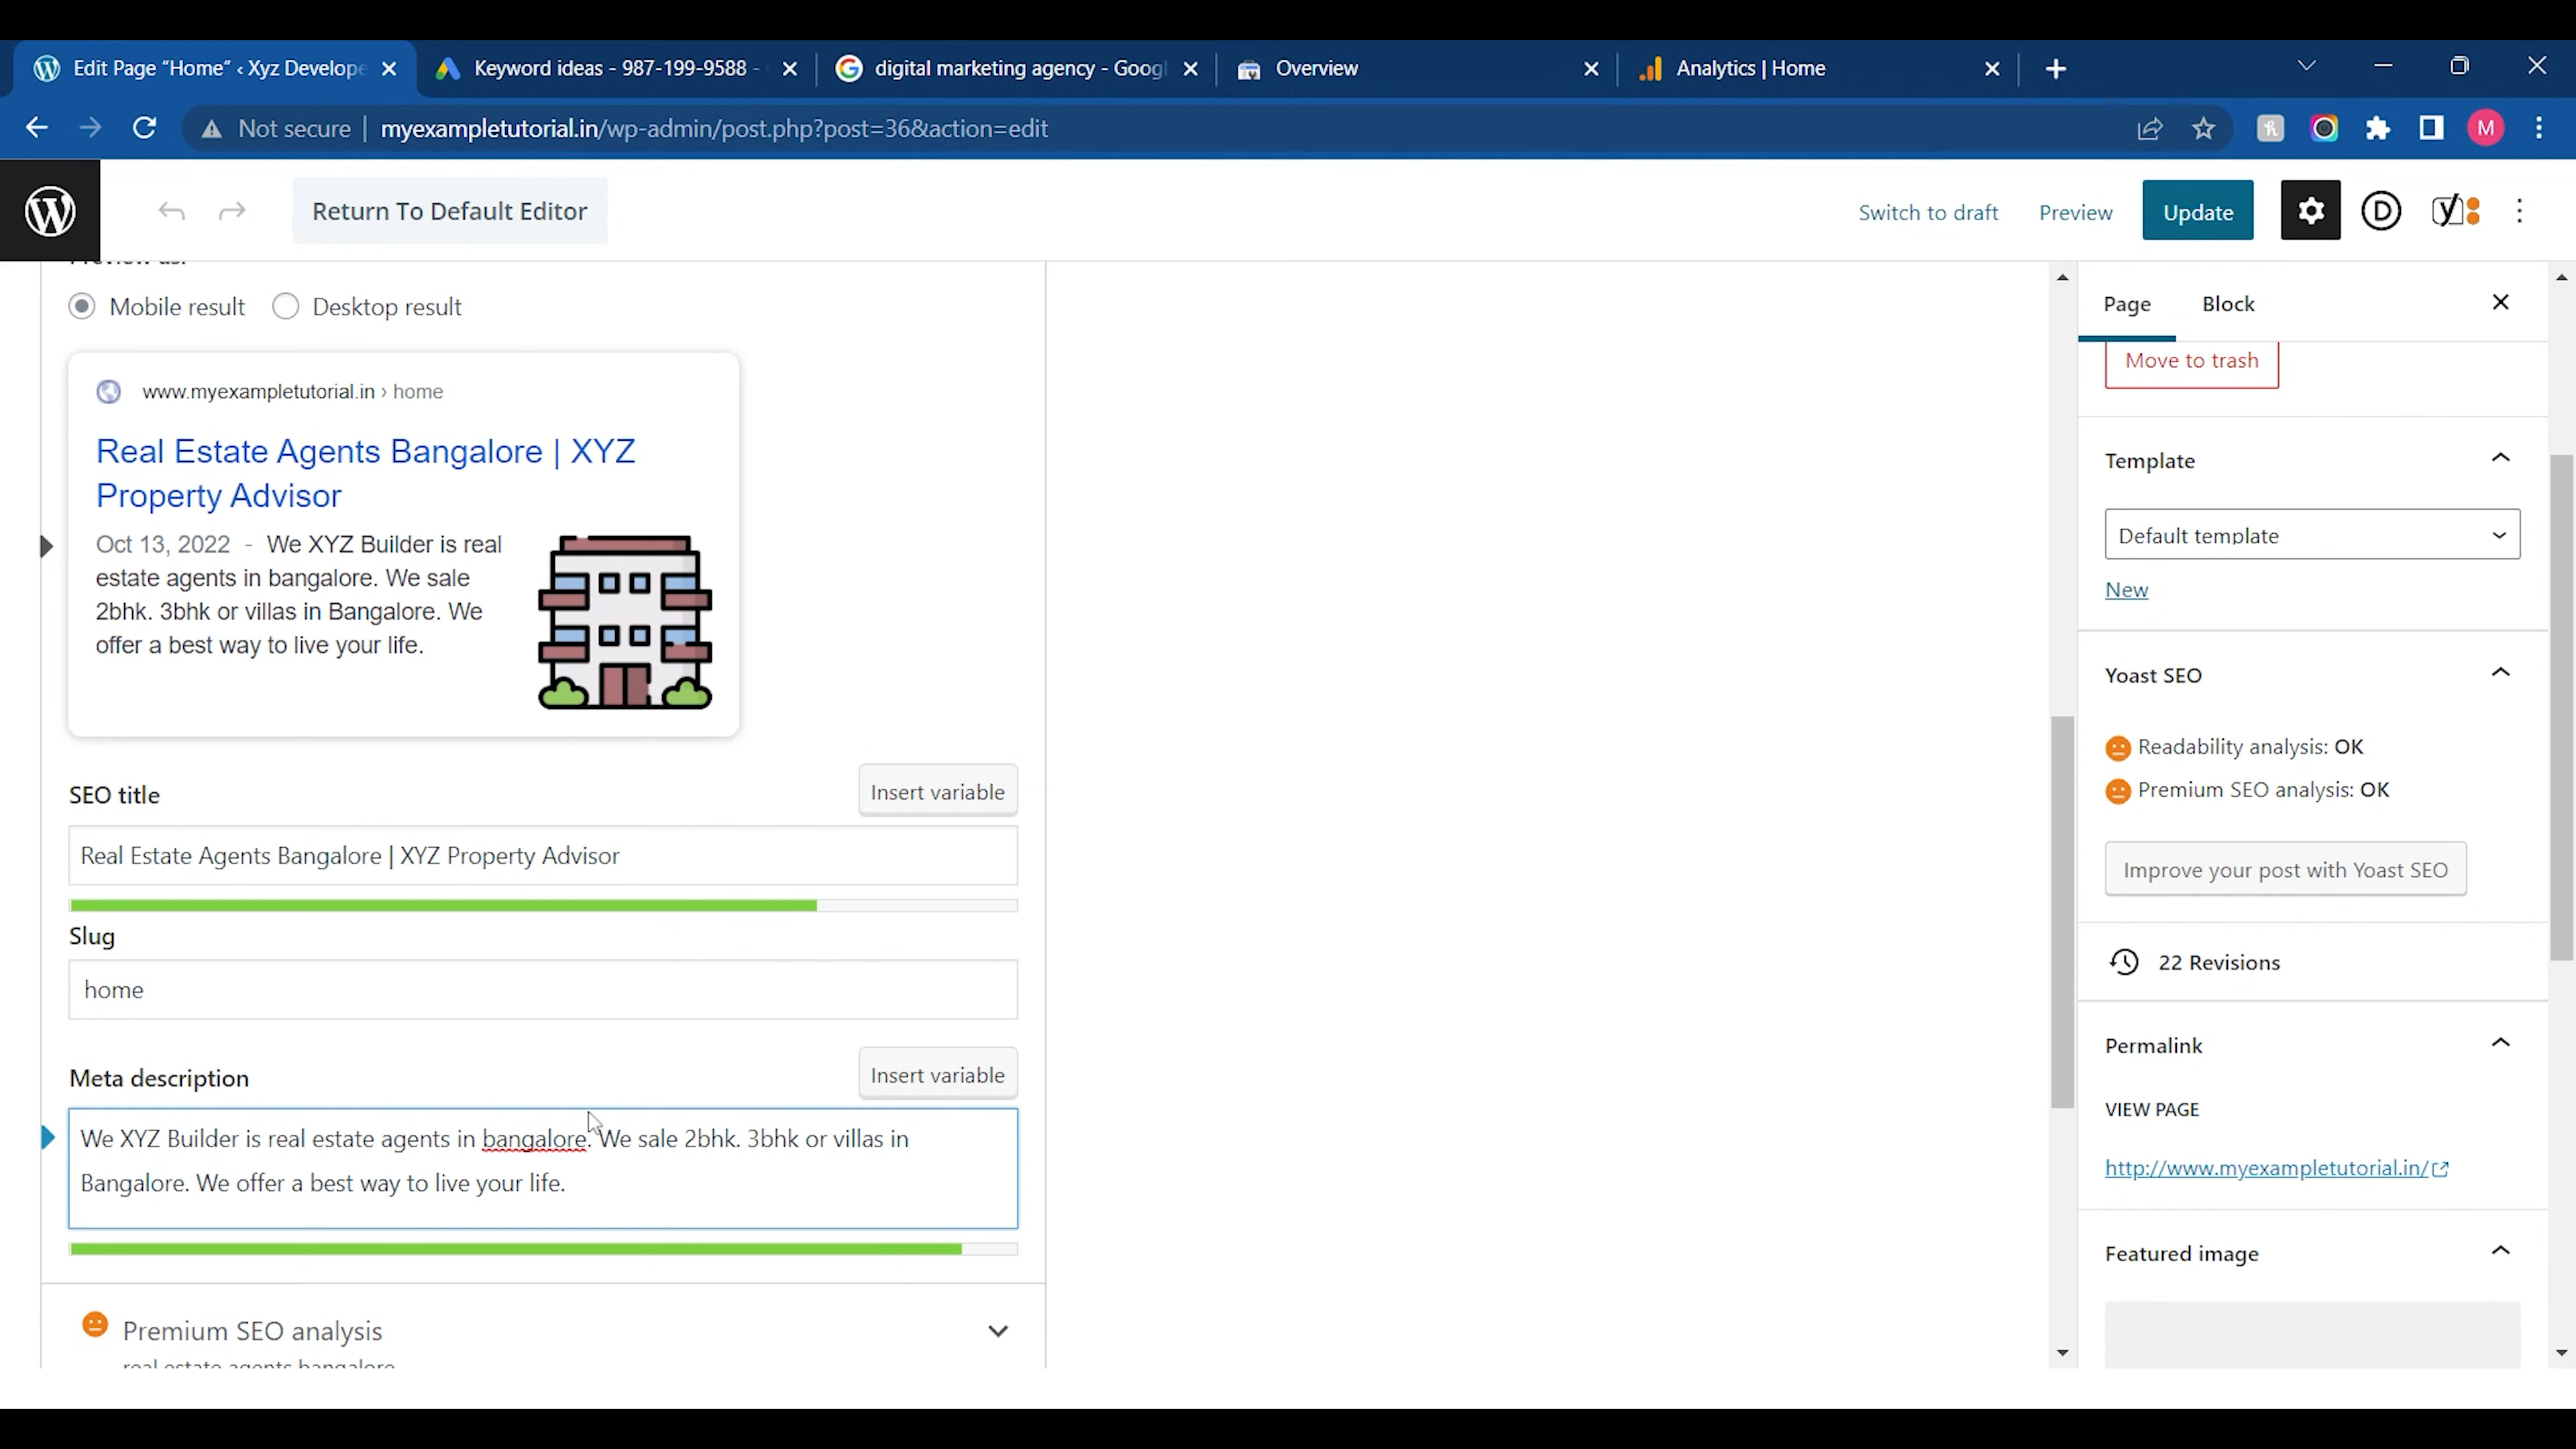 Edit Page “Home” ‹ Xyz Develope
Keyword ideas - 987-199-9588 -
digital marketing agency - Googl
Overview
Analytics | Home
Not secure
myexampletutorial.in/wp-admin/post.php?post=36&action=edit
M
Return To Default Editor
Switch to draft
Preview
Update
Preview as:
Mobile result
Desktop result
www.myexampletutorial.in › home
Real Estate Agents Bangalore | XYZ
Property Advisor
Oct 13, 2022 - We XYZ Builder is real
estate agents in bangalore. We sale
2bhk. 3bhk or villas in Bangalore. We
offer a best way to live your life.
SEO title
Insert variable
Real Estate Agents Bangalore | XYZ Property Advisor
Slug
home
Meta description
Insert variable
We XYZ Builder is real estate agents in bangalore. We sale 2bhk. 3bhk or villas in
Bangalore. We offer a best way to live your life.
Premium SEO analysis
real estate agents bangalore
Page
Block
Move to trash
Template
Default template
New
Yoast SEO
Readability analysis: OK
Premium SEO analysis: OK
Improve your post with Yoast SEO
22 Revisions
Permalink
VIEW PAGE
http://www.myexampletutorial.in/
Featured image